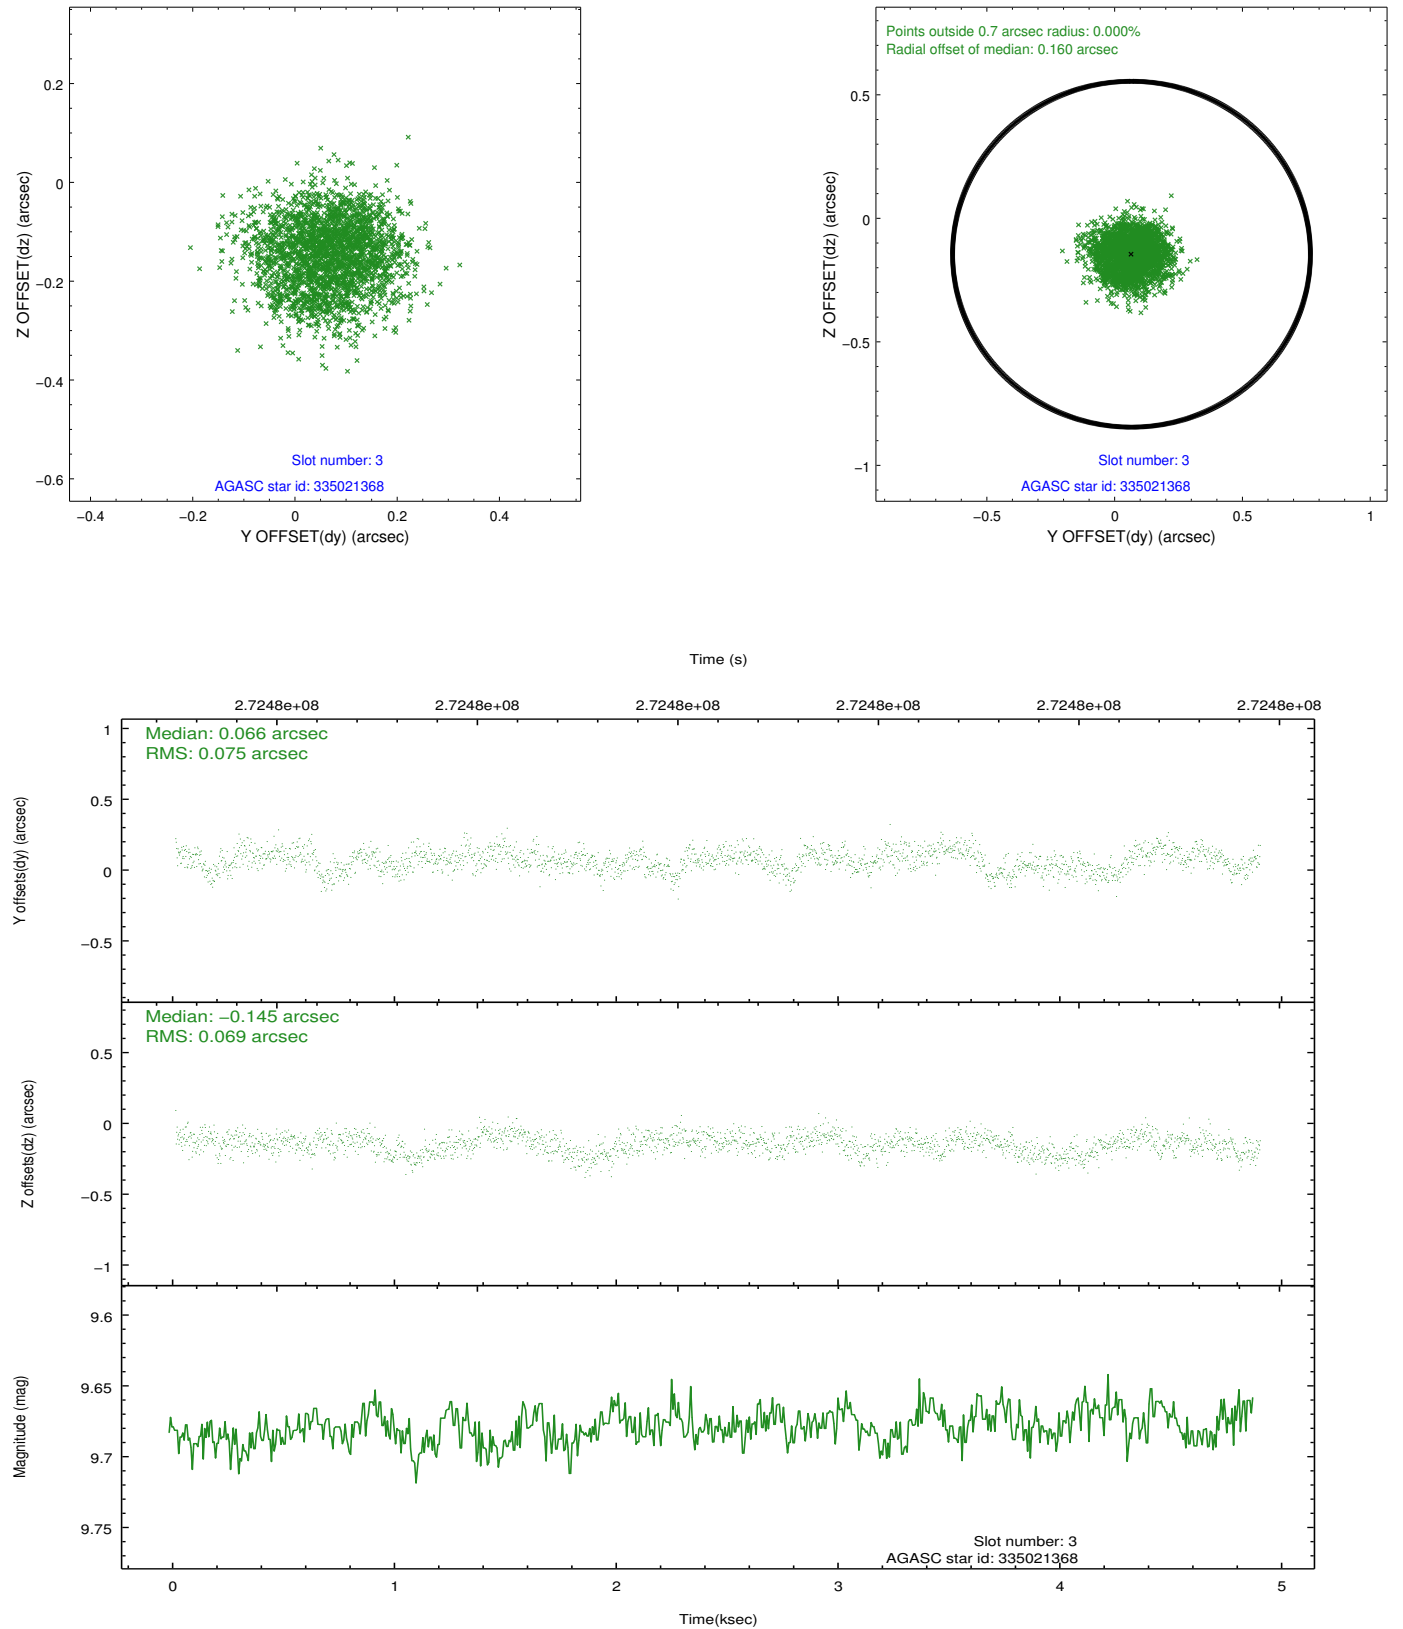 0.2
0
−0.2
−0.4
−0.6
Z OFFSET(dz) (arcsec)
Slot number: 3
AGASC star id: 335021368
−0.4 −0.2 0 0.2 0.4
Y OFFSET(dy) (arcsec)
Points outside 0.7 arcsec radius: 0.000%
Radial offset of median: 0.160 arcsec
0.5
0
−0.5
−1
Z OFFSET(dz) (arcsec)
Slot number: 3
AGASC star id: 335021368
−0.5 0 0.5 1
Y OFFSET(dy) (arcsec)
Time (s)
2.7248e+08 2.7248e+08 2.7248e+08 2.7248e+08 2.7248e+08 2.7248e+08
Median: 0.066 arcsec
RMS: 0.075 arcsec
1
0.5
0
−0.5
Y offsets(dy) (arcsec)
Median: −0.145 arcsec
RMS: 0.069 arcsec
0.5
0
−0.5
−1
Z offsets(dz) (arcsec)
9.6
9.65
9.7
9.75
Magnitude (mag)
Slot number: 3
AGASC star id: 335021368
0 1 2 3 4 5
Time(ksec)